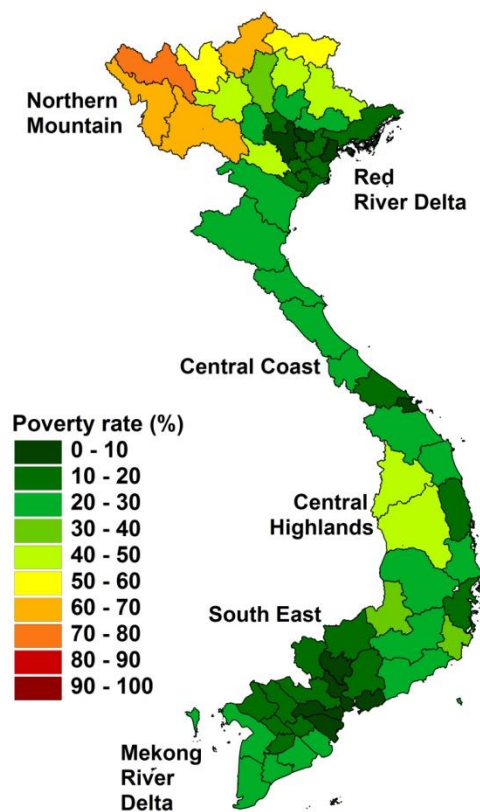 Northern
Mountain
Red
River Delta
Central Coast
Poverty rate (%)
0 - 10
10 - 20
20 - 30
30 - 40
40 - 50
50 - 60
60 - 70
70 - 80
80 - 90
90 - 100
Central
Highlands
South East
Mekong
River
Delta